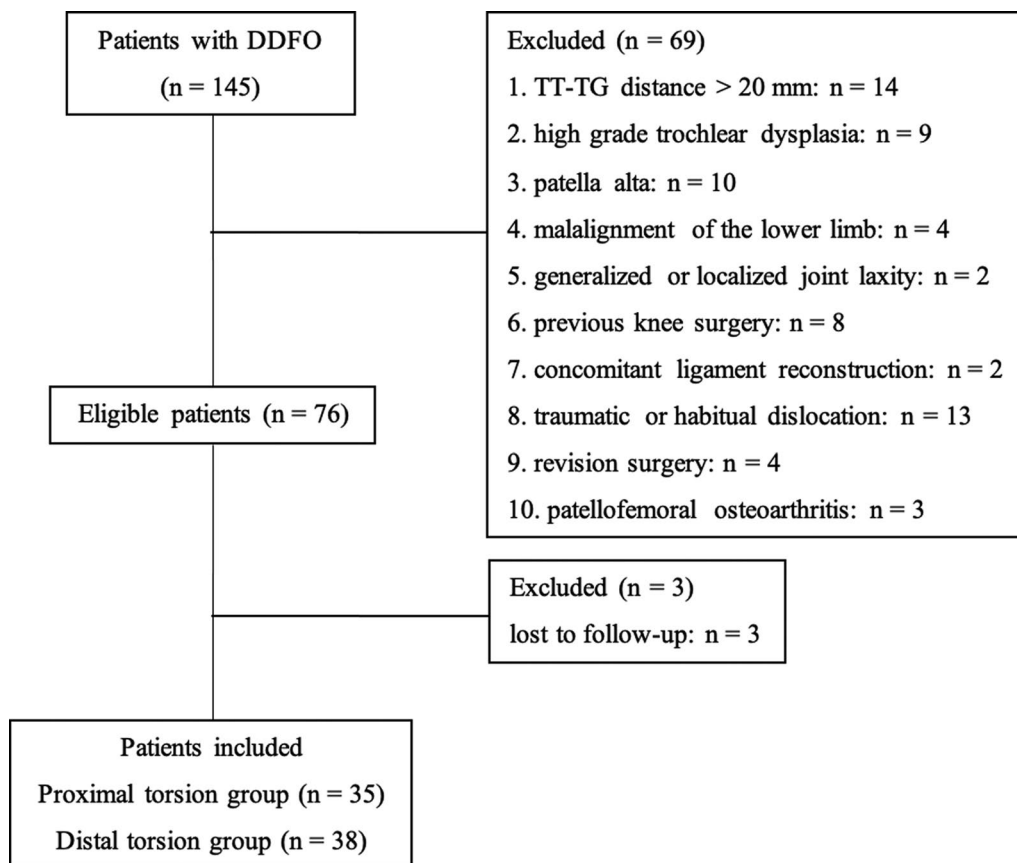 Patients with DDFO
(n = 145)
Excluded (n = 69)
1. TT-TG distance > 20 mm: n = 14
2. high grade trochlear dysplasia: n = 9
3. patella alta: n = 10
4. malalignment of the lower limb: n = 4
5. generalized or localized joint laxity: n = 2
6. previous knee surgery: n = 8
7. concomitant ligament reconstruction: n = 2
8. traumatic or habitual dislocation: n = 13
9. revision surgery: n = 4
10. patellofemoral osteoarthritis: n = 3
Eligible patients (n = 76)
Excluded (n = 3)
lost to follow-up: n = 3
Patients included
Proximal torsion group (n = 35)
Distal torsion group (n = 38)